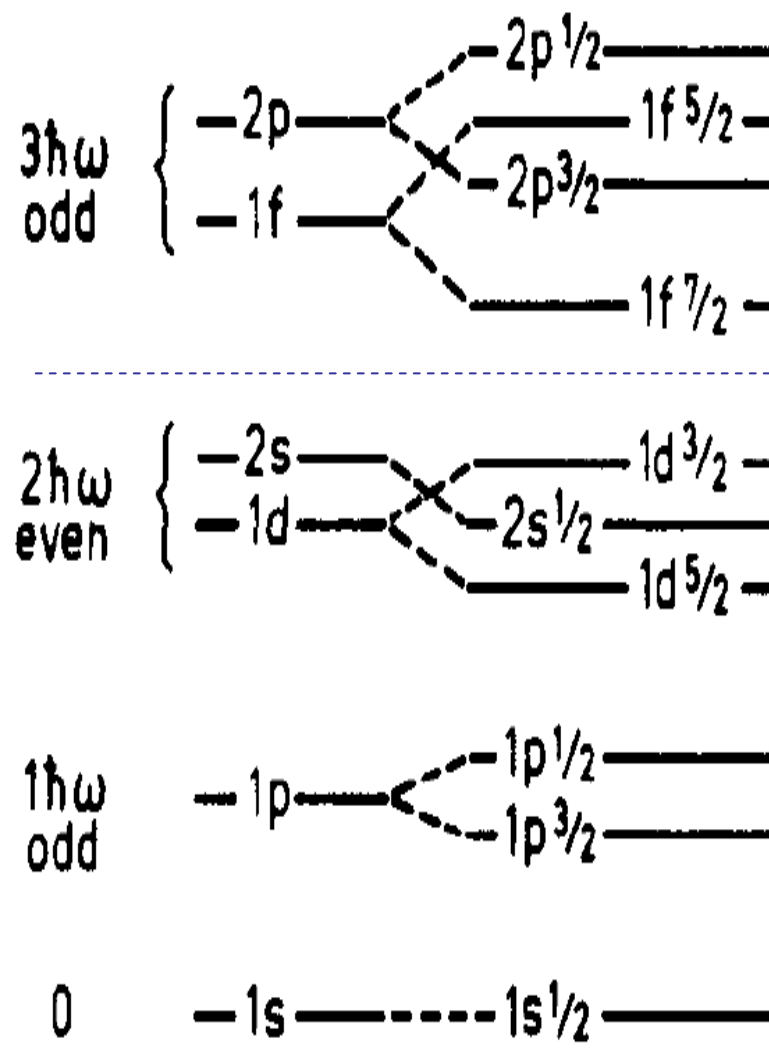 2p 1/2
2p
1f 5/2
3ħω
odd
2p 3/2
1f
1f 7/2
2s
1d 3/2
2ħω
even
1d
2s 1/2
1d 5/2
1p 1/2
1ħω
odd
1p
1p 3/2
0
1s
1s 1/2